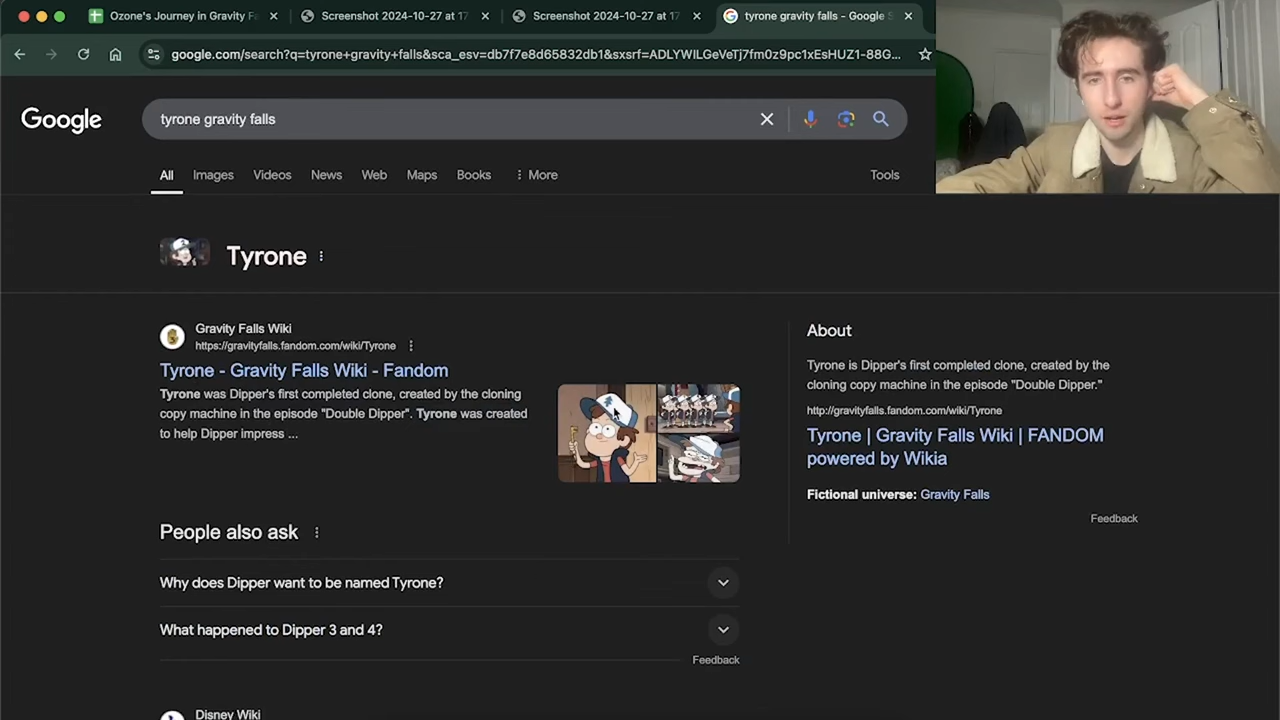 Ozone's Journey in Gravity Fa
Screenshot 2024-10-27 at 17
Screenshot 2024-10-27 at 17
tyrone gravity falls - Google S
google.com/search?q=tyrone+gravity+falls&sca_esv=db7f7e8d65832db1&sxsrf=ADLYWILGeVeTj7fm0z9pc1xEsHUZ1-88G...
Google
tyrone gravity falls
All
Images
Videos
News
Web
Maps
Books
More
Tools
Tyrone
Gravity Falls Wiki
https://gravityfalls.fandom.com/wiki/Tyrone
Tyrone - Gravity Falls Wiki - Fandom
Tyrone was Dipper's first completed clone, created by the cloning
copy machine in the episode "Double Dipper". Tyrone was created
to help Dipper impress ...
People also ask
Why does Dipper want to be named Tyrone?
What happened to Dipper 3 and 4?
Feedback
Disney Wiki
About
Tyrone is Dipper's first completed clone, created by the
cloning copy machine in the episode "Double Dipper."
http://gravityfalls.fandom.com/wiki/Tyrone
Tyrone | Gravity Falls Wiki | FANDOM
powered by Wikia
Fictional universe: Gravity Falls
Feedback